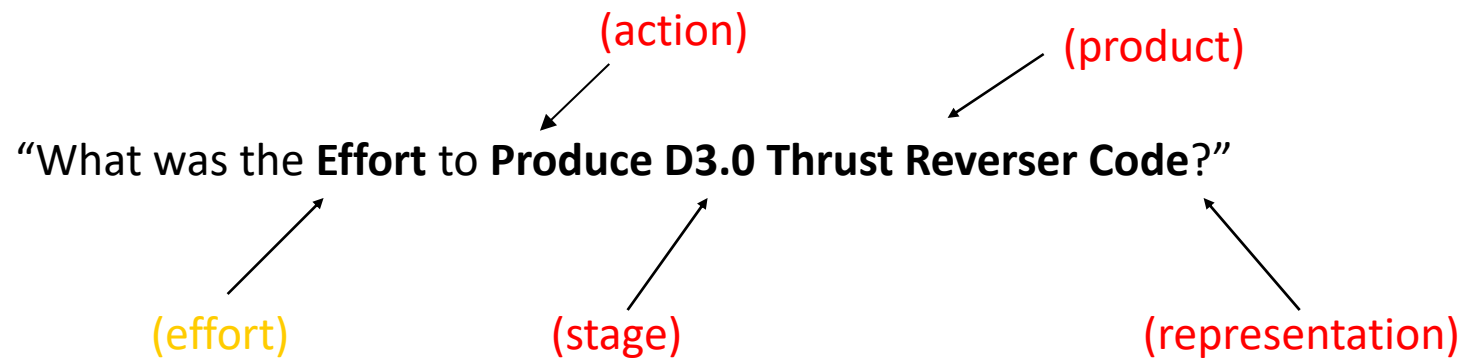 (action)
(product)
“What was the Effort to Produce D3.0 Thrust Reverser Code?”
(effort)
(stage)
(representation)